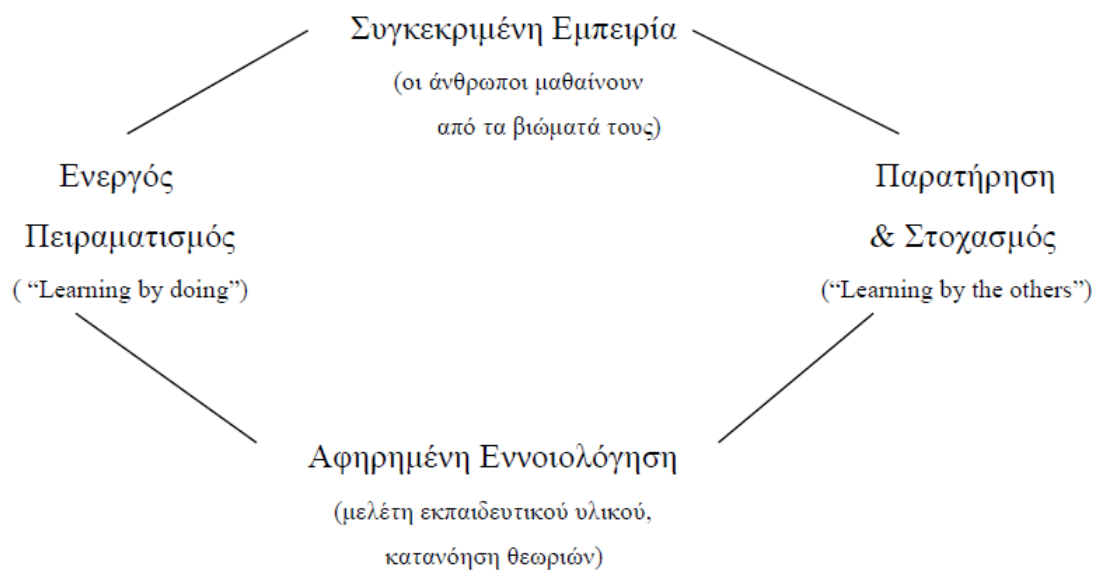 Συγκεκριμένη Εμπειρία
(οι άνθρωποι μαθαίνουν
από τα βιώματά τους)
Ενεργός
Πειραματισμός
( “Learning by doing”)
Παρατήρηση
& Στοχασμός
(“Learning by the others”)
Αφηρημένη Εννοιολόγηση
(μελέτη εκπαιδευτικού υλικού,
κατανόηση θεωριών)